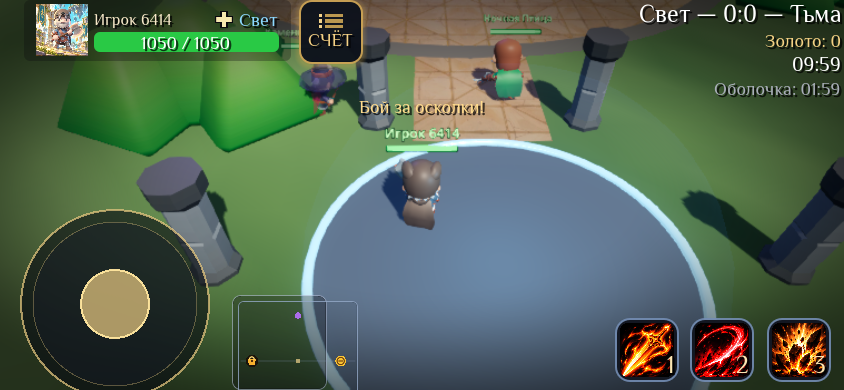 Игрок 6414
Свет
1050 / 1050
СЧЁТ
Свет — 0:0 — Тьма
Золото: 0
09:59
Оболочка: 01:59
Бой за осколки!
Игрок 6414
1
2
3